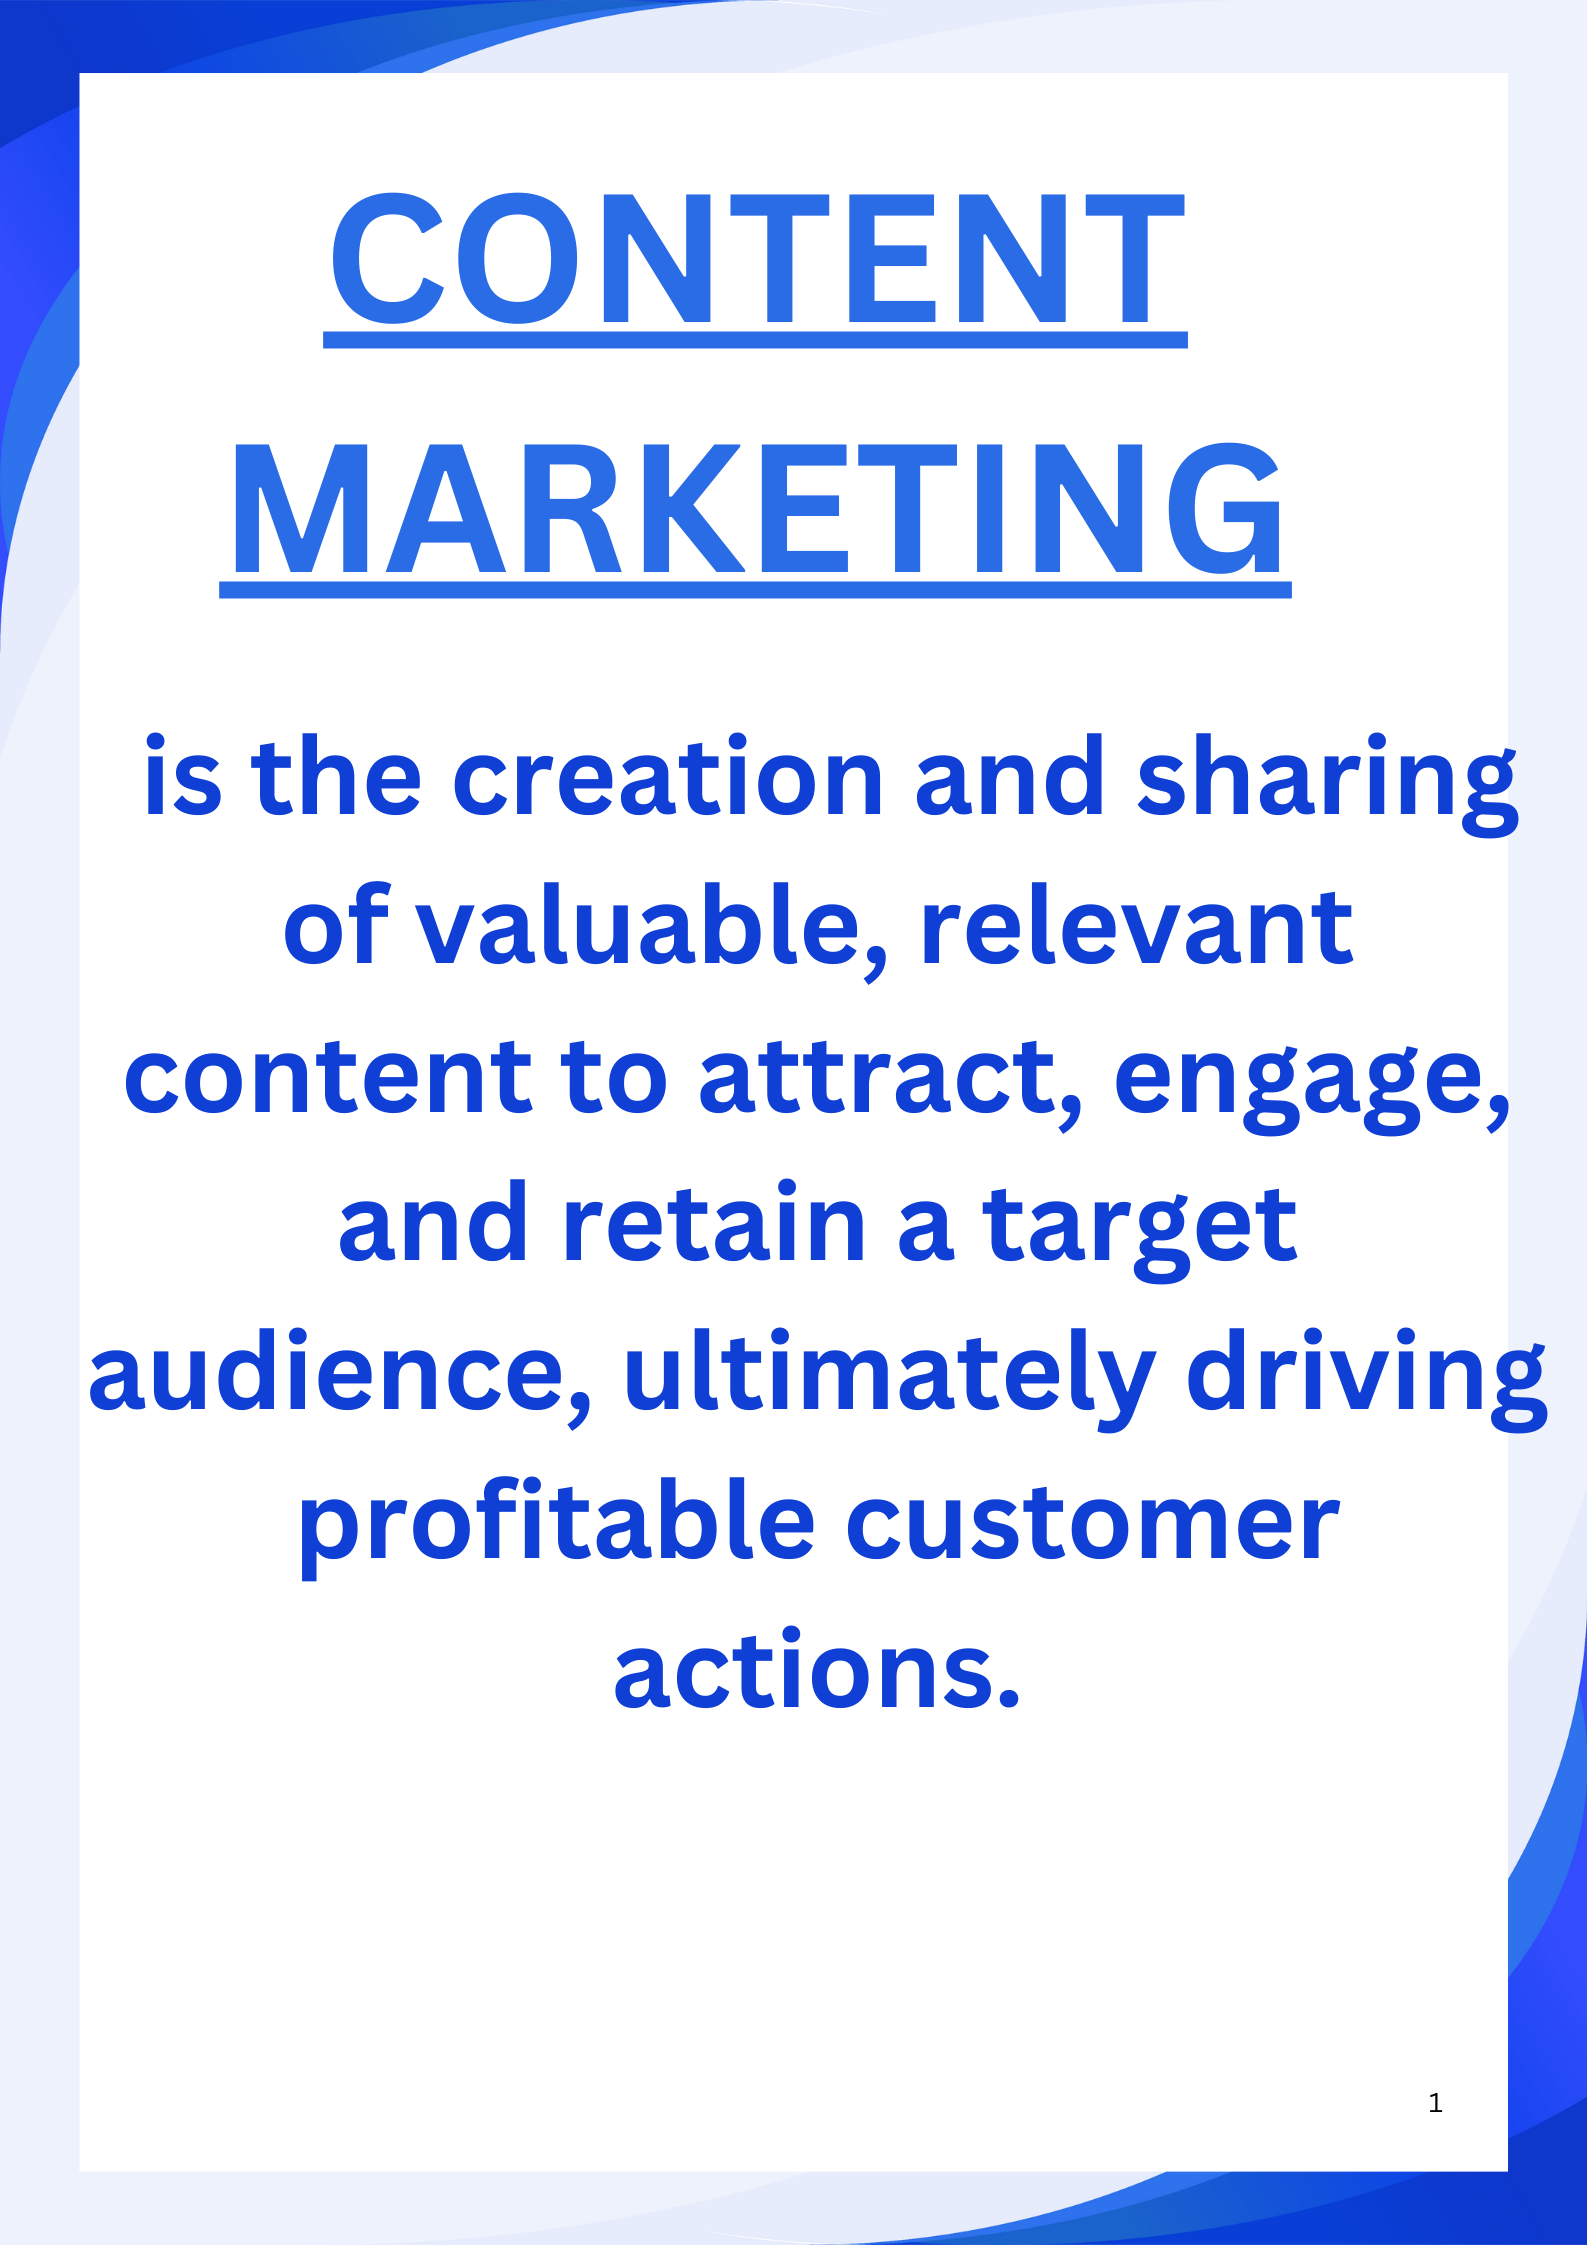 CONTENT
MARKETING
is the creation and sharing
of valuable, relevant
content to attract, engage,
and retain a target
audience, ultimately driving
profitable customer
actions.
1